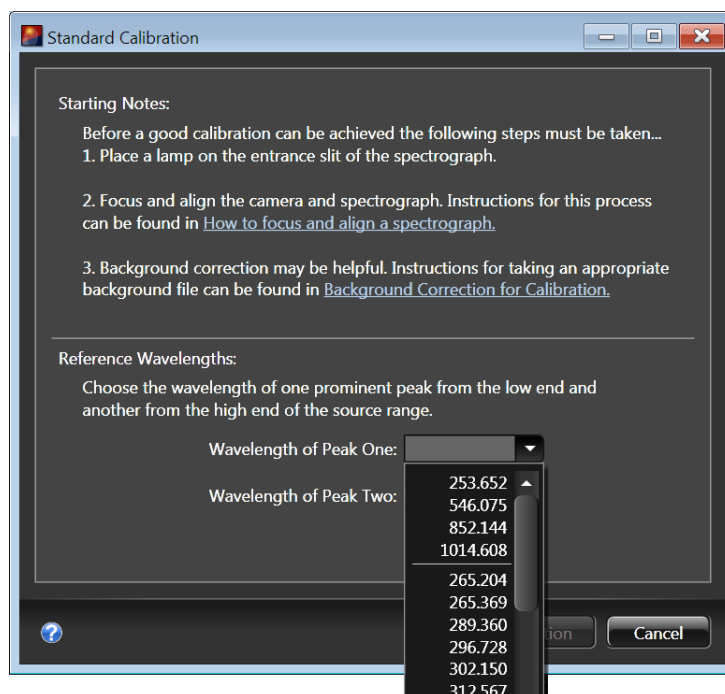 Standard Calibration
Starting Notes:
Before a good calibration can be achieved the following steps must be taken...
1. Place a lamp on the entrance slit of the spectrograph.
2. Focus and align the camera and spectrograph. Instructions for this process
can be found in How to focus and align a spectrograph.
3. Background correction may be helpful. Instructions for taking an appropriate
background file can be found in Background Correction for Calibration.
Reference Wavelengths:
Choose the wavelength of one prominent peak from the low end and
another from the high end of the source range.
Wavelength of Peak One:
Wavelength of Peak Two:
253.652
546.075
852.144
1014.608
265.204
265.369
289.360
296.728
302.150
312.567
Cancel